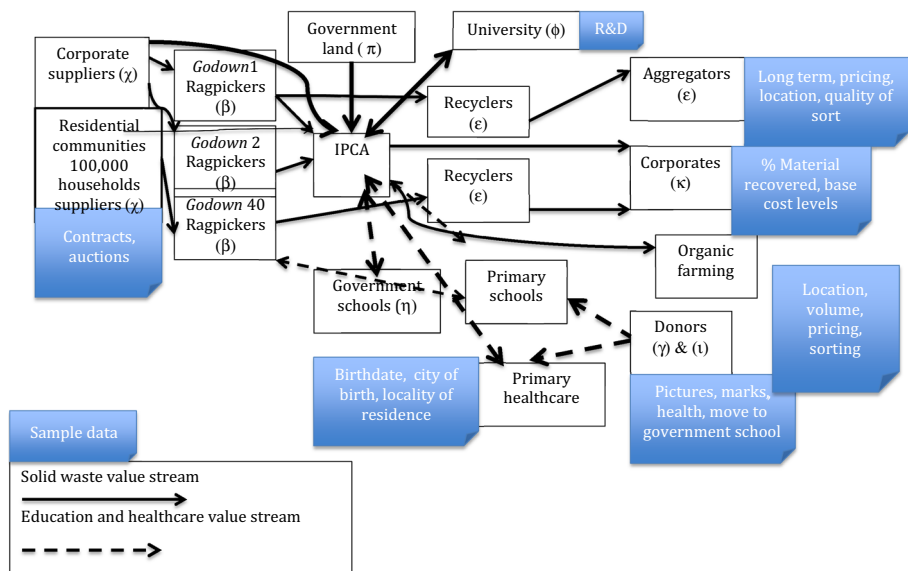 Corporate
suppliers (χ)
Residential
communities
100,000
households
suppliers (χ)
Contracts,
auctions
Godown1
Ragpickers
(β)
Godown 2
Ragpickers
(β)
Godown 40
Ragpickers
(β)
Government
land ( π)
IPCA
University (ϕ)
R&D
Recyclers
(ε)
Recyclers
(ε)
Aggregators
(ε)
Long term, pricing,
location, quality of
sort
Corporates
(κ)
% Material
recovered, base
cost levels
Organic
farming
Government
schools (η)
Primary
schools
Donors
(γ) & (ι)
Location,
volume,
pricing,
sorting
Birthdate, city of
birth, locality of
residence
Primary
healthcare
Pictures, marks,
health, move to
government school
Sample data
Solid waste value stream
Education and healthcare value stream